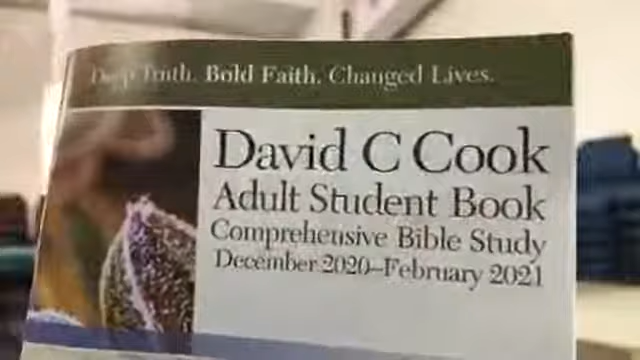 Deep Truth. Bold Faith. Changed Lives.
David C Cook
Adult Student Book
Comprehensive Bible Study
December 2020–February 2021